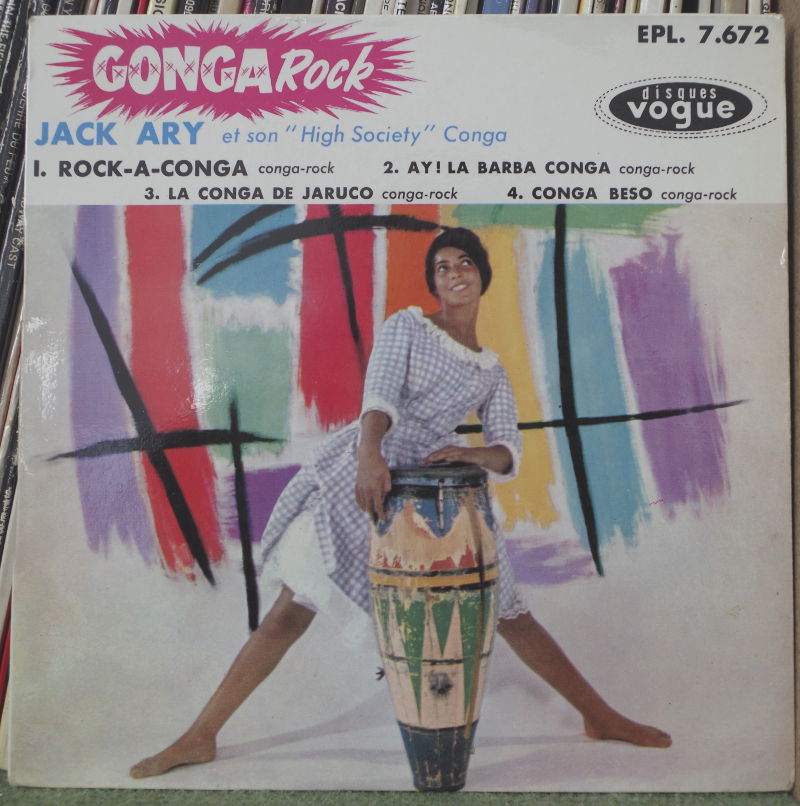 GONGA Rock
EPL. 7.672
disques
vogue
JACK ARY et son "High Society" Conga
1. ROCK-A-CONGA conga-rock 2. AY! LA BARBA CONGA conga-rock
3. LA CONGA DE JARUCO conga-rock 4. CONGA BESO conga-rock